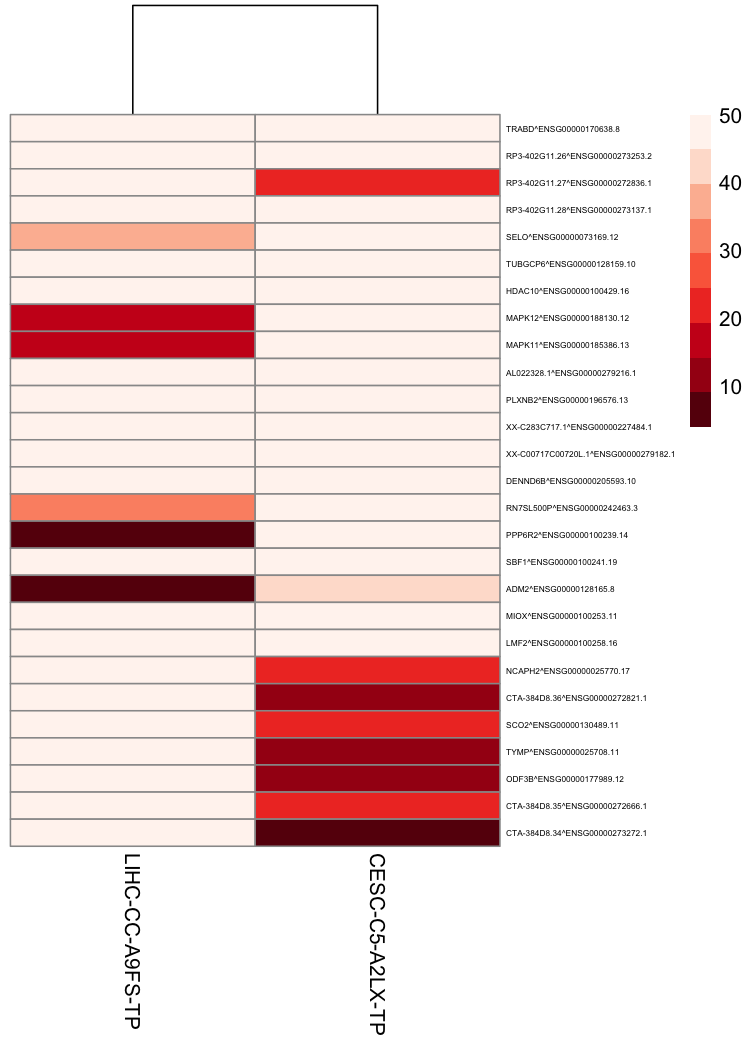 TRABD^ENSG00000170638.8
RP3-402G11.26^ENSG00000273253.2
RP3-402G11.27^ENSG00000272836.1
RP3-402G11.28^ENSG00000273137.1
SELO^ENSG00000073169.12
TUBGCP6^ENSG00000128159.10
HDAC10^ENSG00000100429.16
MAPK12^ENSG00000188130.12
MAPK11^ENSG00000185386.13
AL022328.1^ENSG00000279216.1
PLXNB2^ENSG00000196576.13
XX-C283C717.1^ENSG00000227484.1
XX-C00717C00720L.1^ENSG00000279182.1
DENND6B^ENSG00000205593.10
RN7SL500P^ENSG00000242463.3
PPP6R2^ENSG00000100239.14
SBF1^ENSG00000100241.19
ADM2^ENSG00000128165.8
MIOX^ENSG00000100253.11
LMF2^ENSG00000100258.16
NCAPH2^ENSG00000025770.17
CTA-384D8.36^ENSG00000272821.1
SCO2^ENSG00000130489.11
TYMP^ENSG00000025708.11
ODF3B^ENSG00000177989.12
CTA-384D8.35^ENSG00000272666.1
CTA-384D8.34^ENSG00000273272.1
50
40
30
20
10
LIHC-CC-A9FS-TP
CESC-C5-A2LX-TP